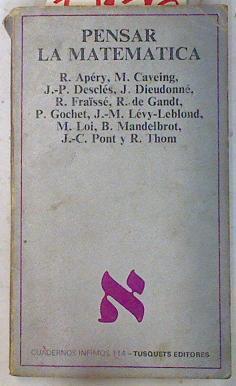 PENSAR
LA MATEMATICA
R. Apéry, M. Caveing,
J.-P. Desclés, J. Dieudonné,
R. Fraïssé, R. de Gandt,
P. Gochet, J.-M. Lévy-Leblond,
M. Loi, B. Mandelbrot,
J.-C. Pont y R. Thom
א
CUADERNOS INFIMOS 114 – TUSQUETS EDITORES